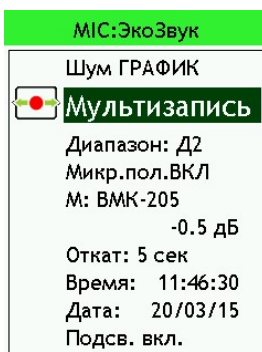 MIC:ЭкоЗвук
Шум ГРАФИК
Мультизапись
Диапазон: Д2
Микр.пол.ВКЛ
М: ВМК-205
-0.5 дБ
Откат: 5 сек
Время: 11:46:30
Дата: 20/03/15
Подсв. вкл.